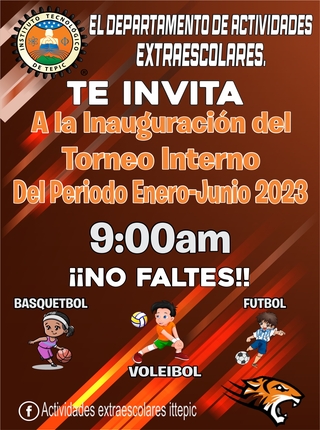 INSTITUTO TECNOLÓGICO
DE TEPIC
EL DEPARTAMENTO DE ACTIVIDADES
EXTRAESCOLARES.
TE INVITA
A la Inauguración del
Torneo Interno
Del Periodo Enero-Junio 2023
9:00am
¡¡NO FALTES!!
BASQUETBOL
FUTBOL
VOLEIBOL
Actividades extraescolares ittepic